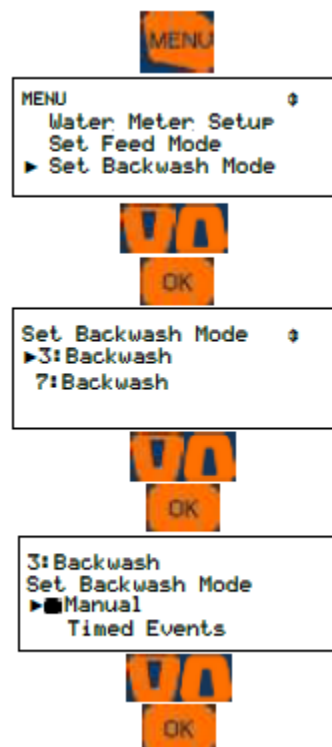 MENU
MENU
Water Meter Setup
Set Feed Mode
Set Backwash Mode
OK
Set Backwash Mode
3:Backwash
7:Backwash
OK
3:Backwash
Set Backwash Mode
Manual
Timed Events
OK